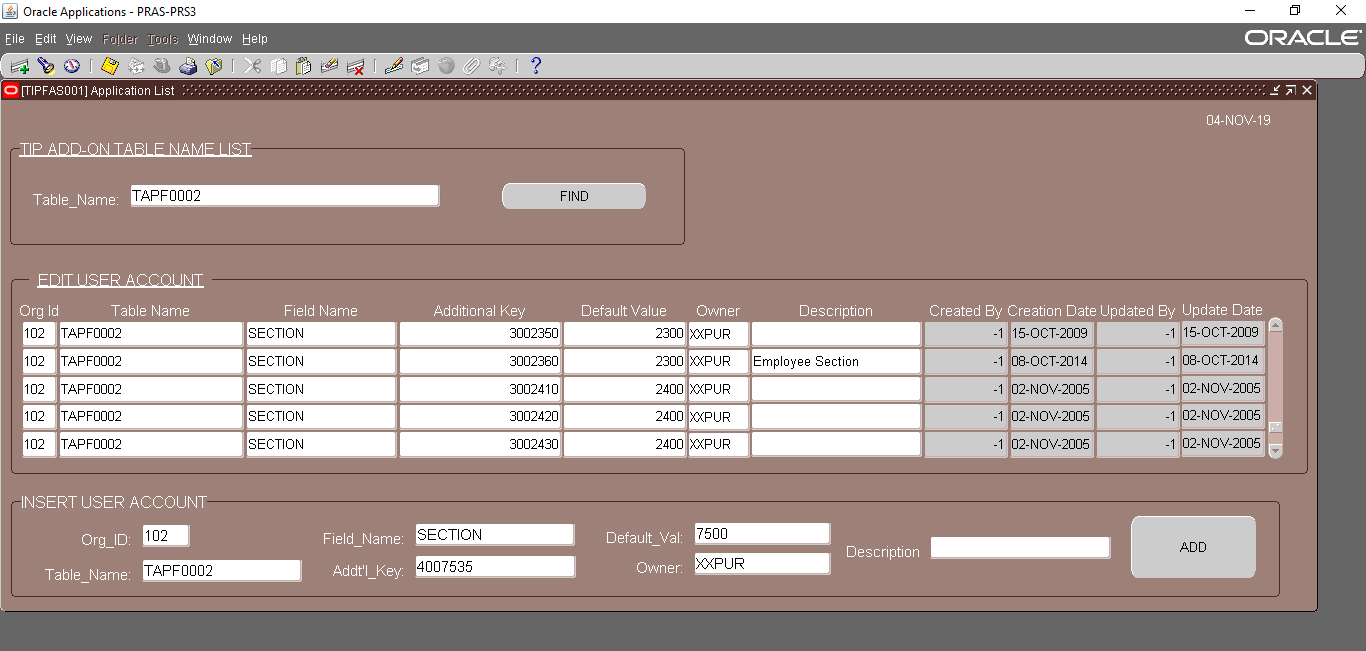 Oracle Applications - PRAS-PRS3
File Edit View Folder Tools Window Help
ORACLE
[TIPFAS001] Application List
04-NOV-19
TIP ADD-ON TABLE NAME LIST
Table_Name: TAPF0002 FIND
EDIT USER ACCOUNT
Org Id Table Name Field Name Additional Key Default Value Owner Description Created By Creation Date Updated By Update Date
102 TAPF0002 SECTION 3002350 2300 XXPUR -1 15-OCT-2009 -1 15-OCT-2009
102 TAPF0002 SECTION 3002360 2300 XXPUR Employee Section -1 08-OCT-2014 -1 08-OCT-2014
102 TAPF0002 SECTION 3002410 2400 XXPUR -1 02-NOV-2005 -1 02-NOV-2005
102 TAPF0002 SECTION 3002420 2400 XXPUR -1 02-NOV-2005 -1 02-NOV-2005
102 TAPF0002 SECTION 3002430 2400 XXPUR -1 02-NOV-2005 -1 02-NOV-2005
INSERT USER ACCOUNT
Org_ID: 102 Field_Name: SECTION Default_Val: 7500 Description ADD
Table_Name: TAPF0002 Addt'l_Key: 4007535 Owner: XXPUR